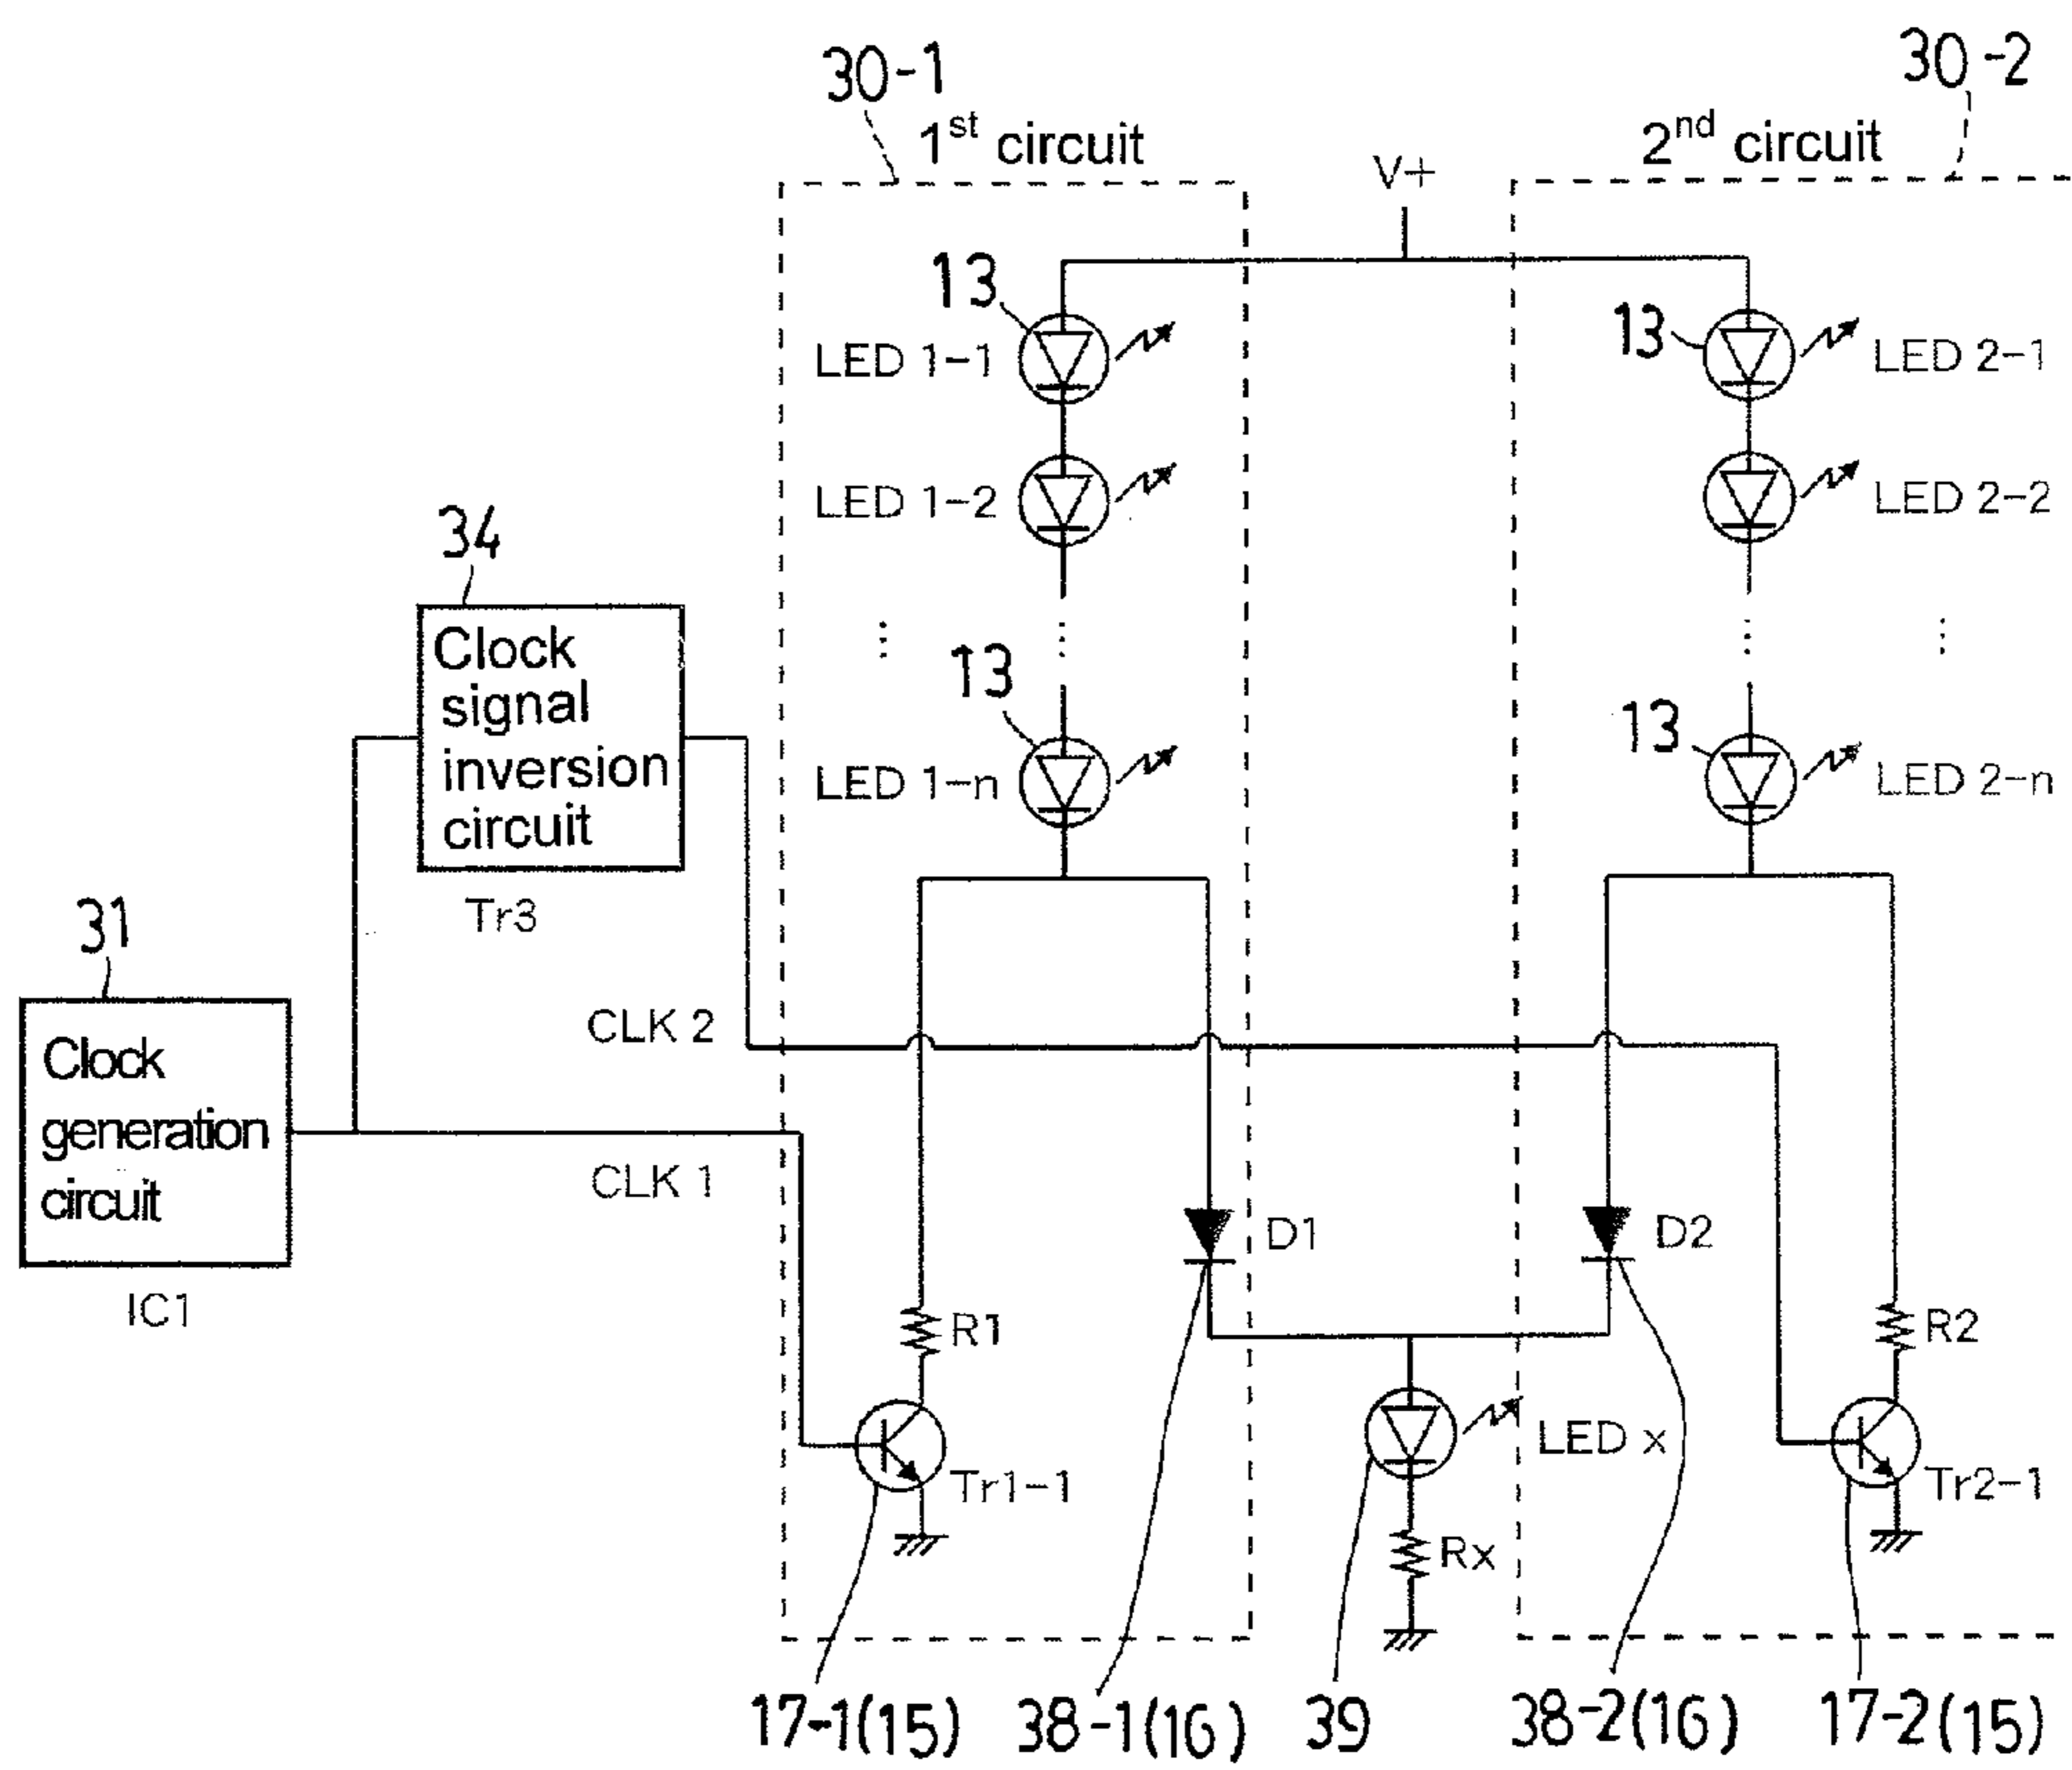 30-1
1st circuit
30-2
2nd circuit
V+
13
LED 1-1
13
LED 2-1
LED 1-2
LED 2-2
34
Clock
signal
inversion
circuit
Tr3
13
LED 1-n
13
LED 2-n
31
Clock
generation
circuit
IC1
CLK 2
CLK 1
D1
D2
R1
R2
Tr1-1
LED x
Tr2-1
Rx
17-1(15)
38-1(16)
39
38-2(16)
17-2(15)